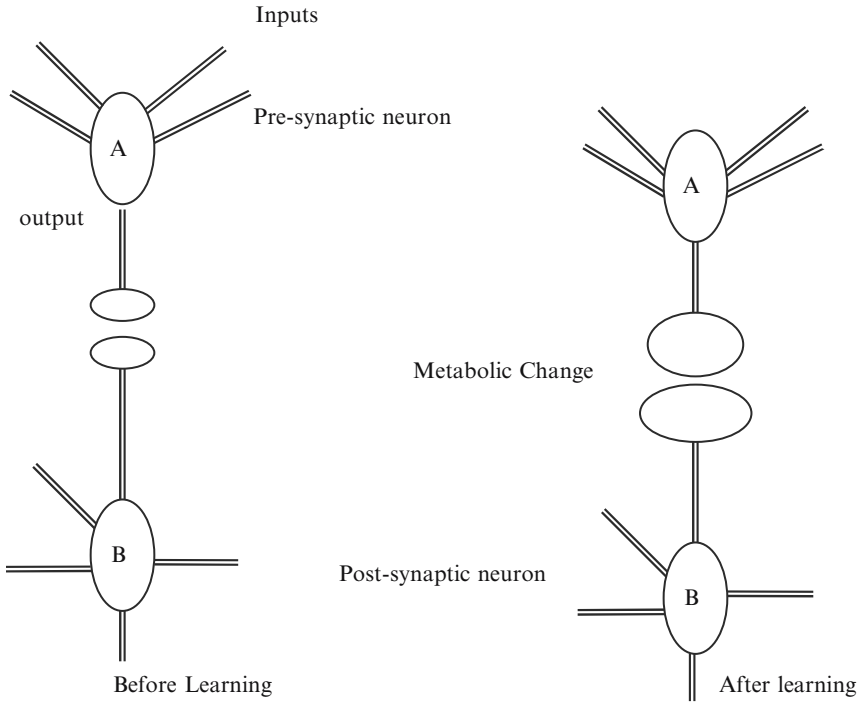 Inputs
Pre-synaptic neuron
A
A
output
Metabolic Change
B
Post-synaptic neuron
B
Before Learning
After learning